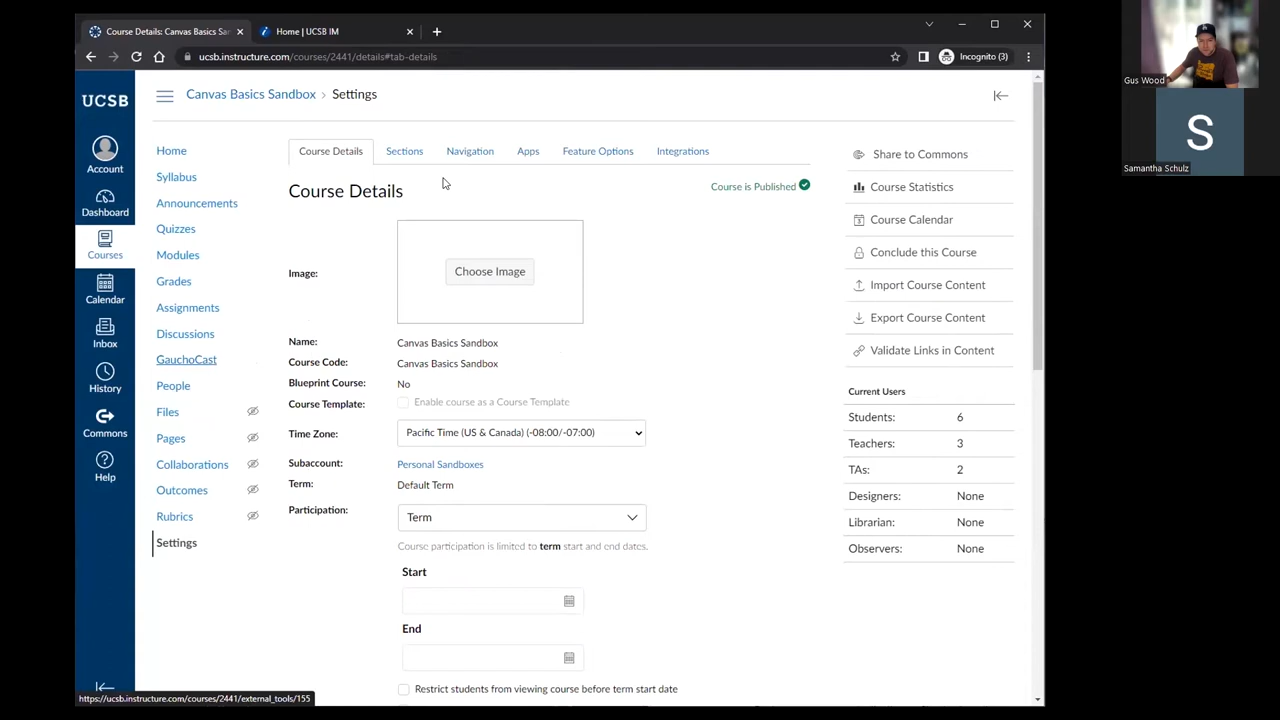 Course Details: Canvas Basics Sar
Home | UCSB IM
ucsb.instructure.com/courses/2441/details#tab-details
Incognito (3)
UCSB
Account
Dashboard
Courses
Calendar
Inbox
History
Commons
Help
Canvas Basics Sandbox > Settings
Home
Syllabus
Announcements
Quizzes
Modules
Grades
Assignments
Discussions
GauchoCast
People
Files
Pages
Collaborations
Outcomes
Rubrics
Settings
Course Details
Sections
Navigation
Apps
Feature Options
Integrations
Course Details
Course is Published
Image:
Choose Image
Name:
Canvas Basics Sandbox
Course Code:
Canvas Basics Sandbox
Blueprint Course:
No
Course Template:
Enable course as a Course Template
Time Zone:
Pacific Time (US & Canada) (-08:00/-07:00)
Subaccount:
Personal Sandboxes
Term:
Default Term
Participation:
Term
Course participation is limited to term start and end dates.
Start
End
Restrict students from viewing course before term start date
Share to Commons
Course Statistics
Course Calendar
Conclude this Course
Import Course Content
Export Course Content
Validate Links in Content
Current Users
Students: 6
Teachers: 3
TAs: 2
Designers: None
Librarian: None
Observers: None
https://ucsb.instructure.com/courses/2441/external_tools/155
Gus Wood
S
Samantha Schulz